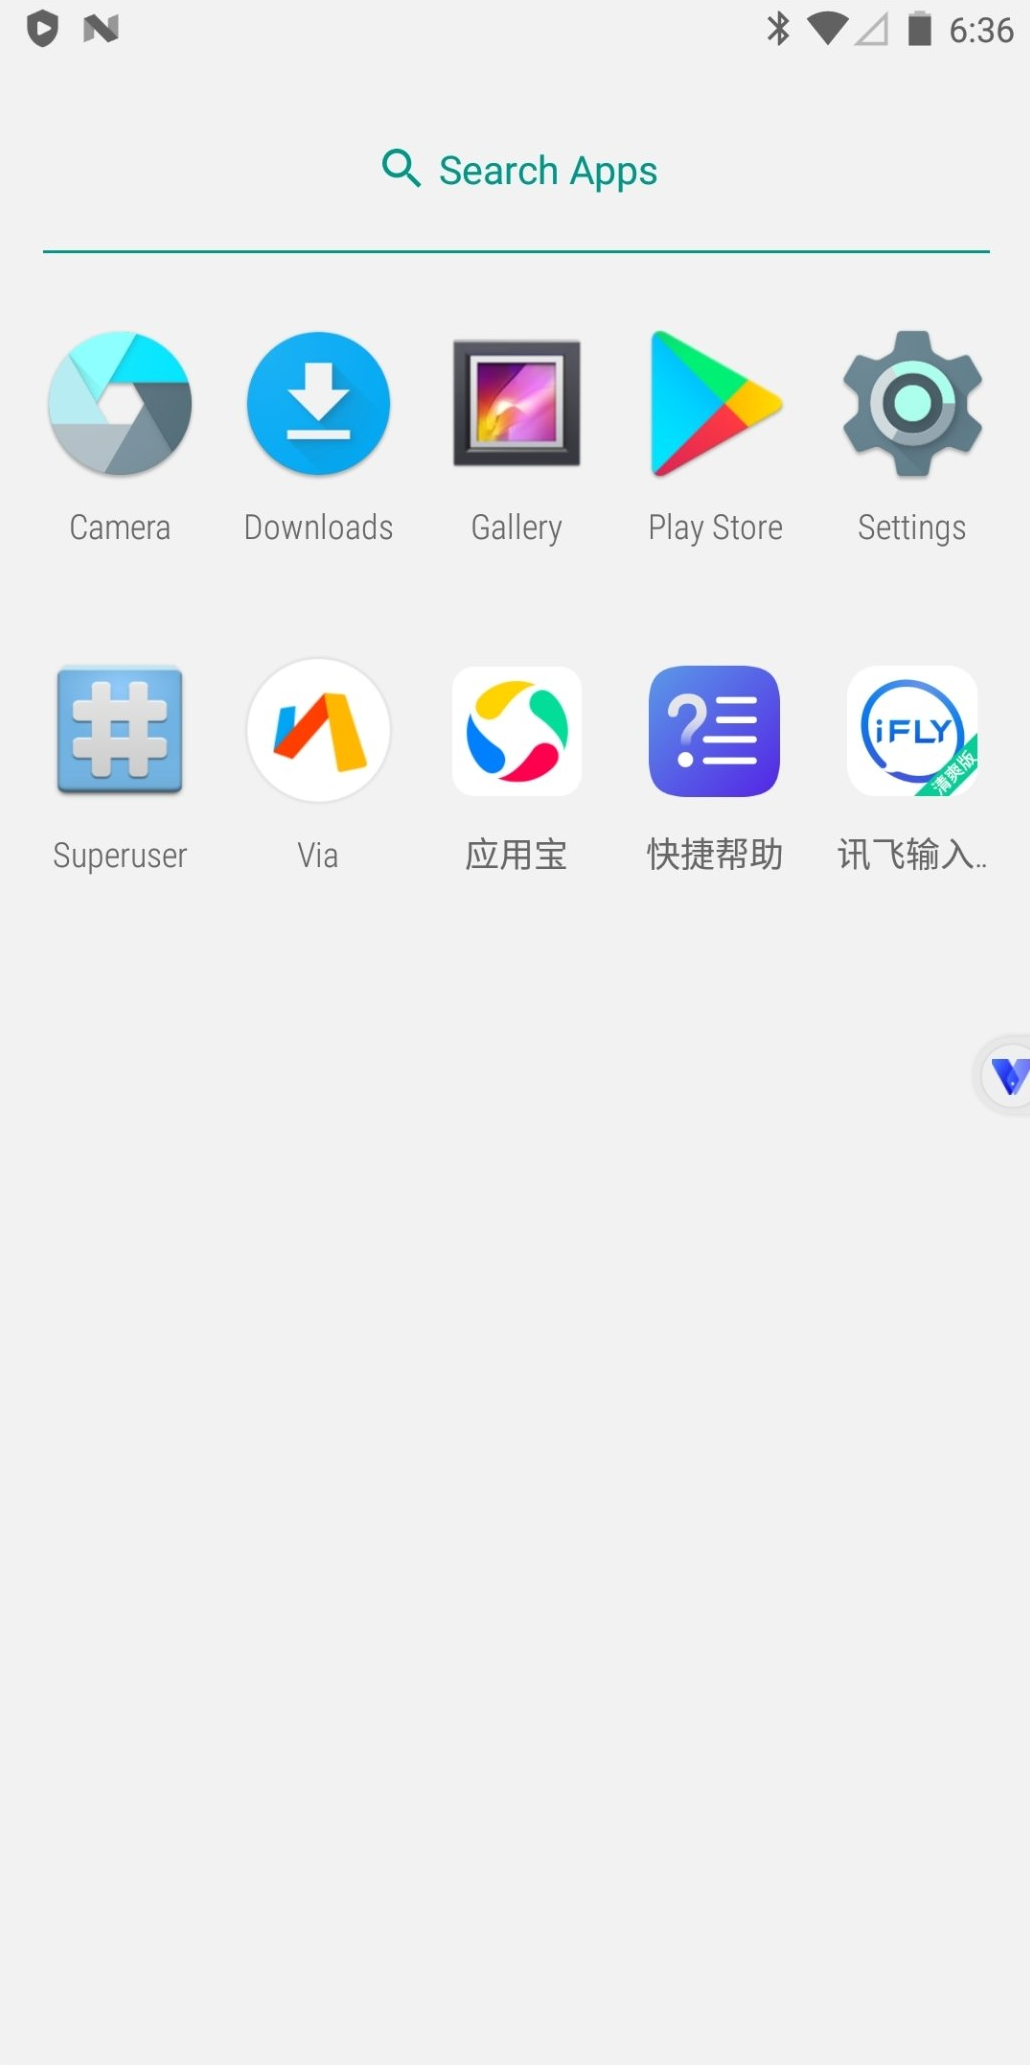 6:36
Search Apps
Camera
Downloads
Gallery
Play Store
Settings
iFLY
清爽版
Superuser
Via
应用宝
快捷帮助
讯飞输入..